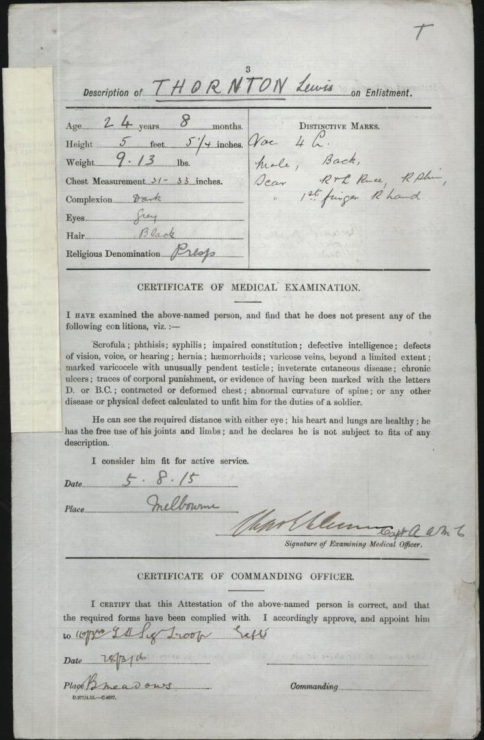 T
3
Description of THORNTON Lewis on Enlistment.
Age 24 years 8 months.
Height 5 feet 5¼ inches.
Weight 9.13 lbs.
Chest Measurement 31-33 inches.
Complexion Dark
Eyes Grey
Hair Black
Religious Denomination Presp
DISTINCTIVE MARKS.
Vac 4 L.
Mole, Back,
Scar R & L Knee, R Shin,
" 1st finger R hand
CERTIFICATE OF MEDICAL EXAMINATION.
I HAVE examined the above-named person, and find that he does not present any of the
following conditions, viz. :—
Scrofula; phthisis; syphilis; impaired constitution; defective intelligence; defects
of vision, voice, or hearing; hernia; hæmorrhoids; varicose veins, beyond a limited extent;
marked varicocele with unusually pendent testicle; inveterate cutaneous disease; chronic
ulcers; traces of corporal punishment, or evidence of having been marked with the letters
D. or B.C.; contracted or deformed chest; abnormal curvature of spine; or any other
disease or physical defect calculated to unfit him for the duties of a soldier.
He can see the required distance with either eye; his heart and lungs are healthy; he
has the free use of his joints and limbs; and he declares he is not subject to fits of any
description.
I consider him fit for active service.
Date 5.8.15
Place Melbourne
Capt A.A.M.C
Signature of Examining Medical Officer.
CERTIFICATE OF COMMANDING OFFICER.
I CERTIFY that this Attestation of the above-named person is correct, and that
the required forms have been complied with. I accordingly approve, and appoint him
to Sig Troop
Date
Place Bmeadows
Commanding